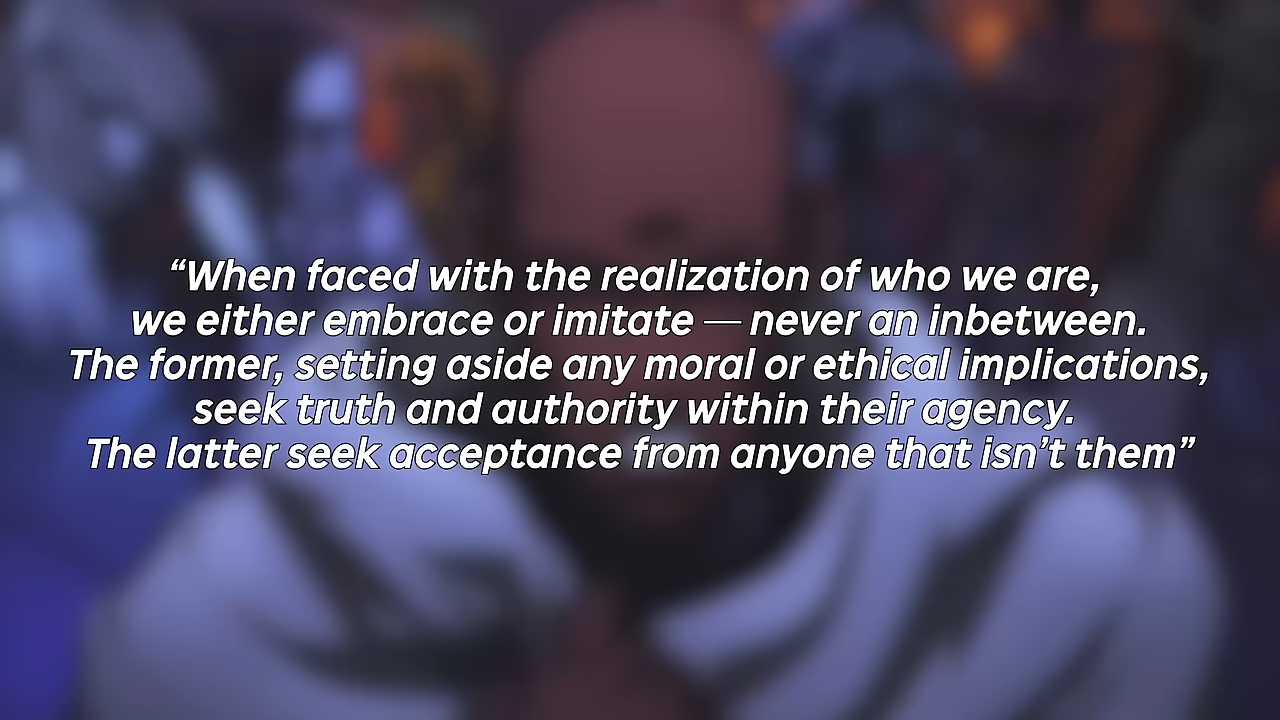 “When faced with the realization of who we are,
we either embrace or imitate — never an inbetween.
The former, setting aside any moral or ethical implications,
seek truth and authority within their agency.
The latter seek acceptance from anyone that isn’t them”